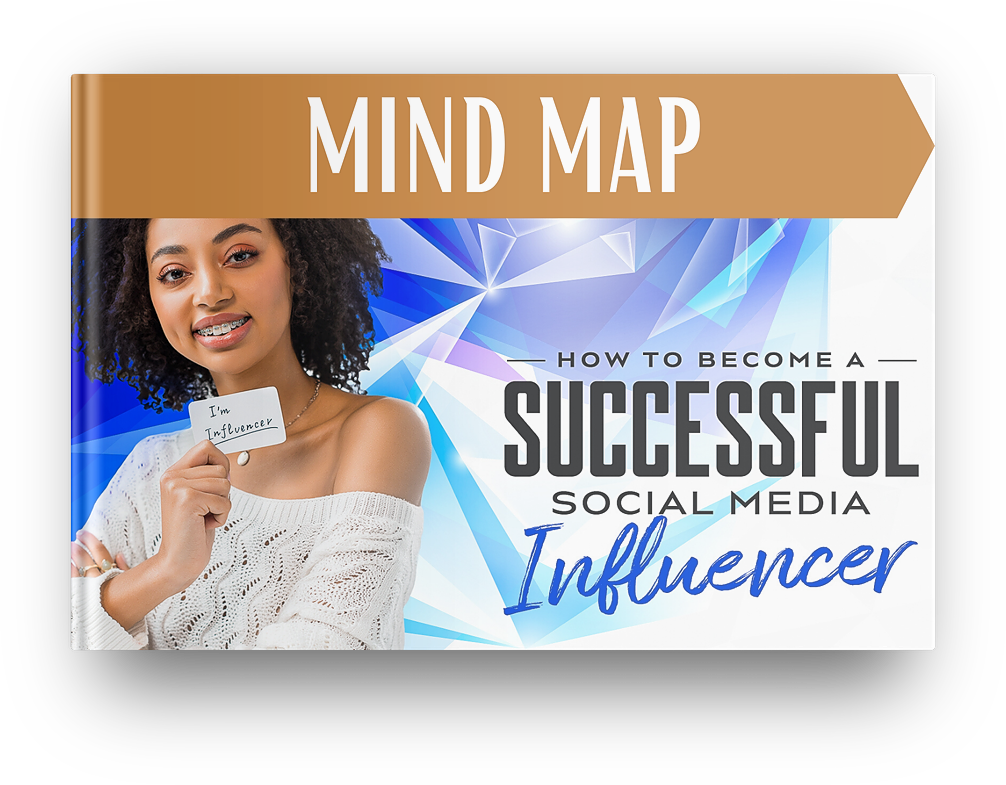 MIND MAP
I'm
Influencer
HOW TO BECOME A
SUCCESSFUL
SOCIAL MEDIA
Influencer